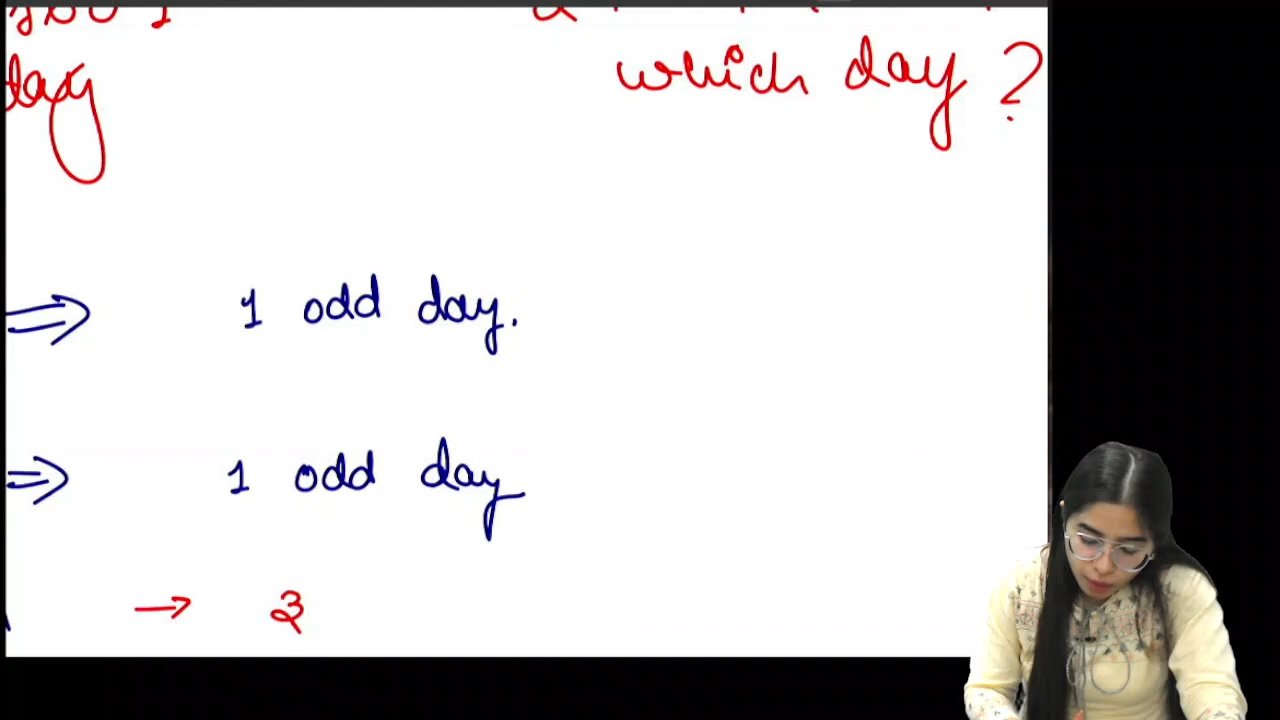 day
which day ?
⇒ 1 odd day.
⇒ 1 odd day
→ 3